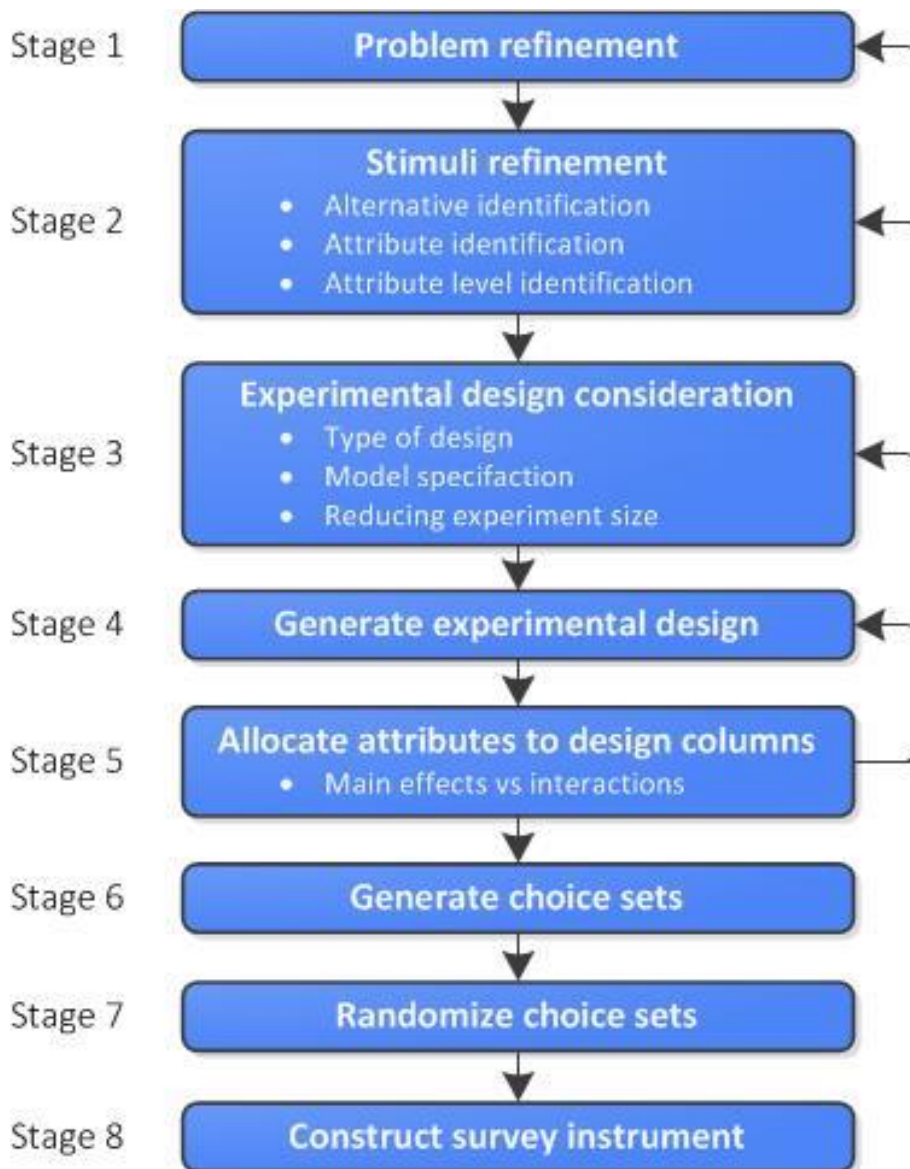 Stage 1
Problem refinement
Stage 2
Stimuli refinement
• Alternative identification
• Attribute identification
• Attribute level identification
Stage 3
Experimental design consideration
• Type of design
• Model specifaction
• Reducing experiment size
Stage 4
Generate experimental design
Stage 5
Allocate attributes to design columns
• Main effects vs interactions
Stage 6
Generate choice sets
Stage 7
Randomize choice sets
Stage 8
Construct survey instrument